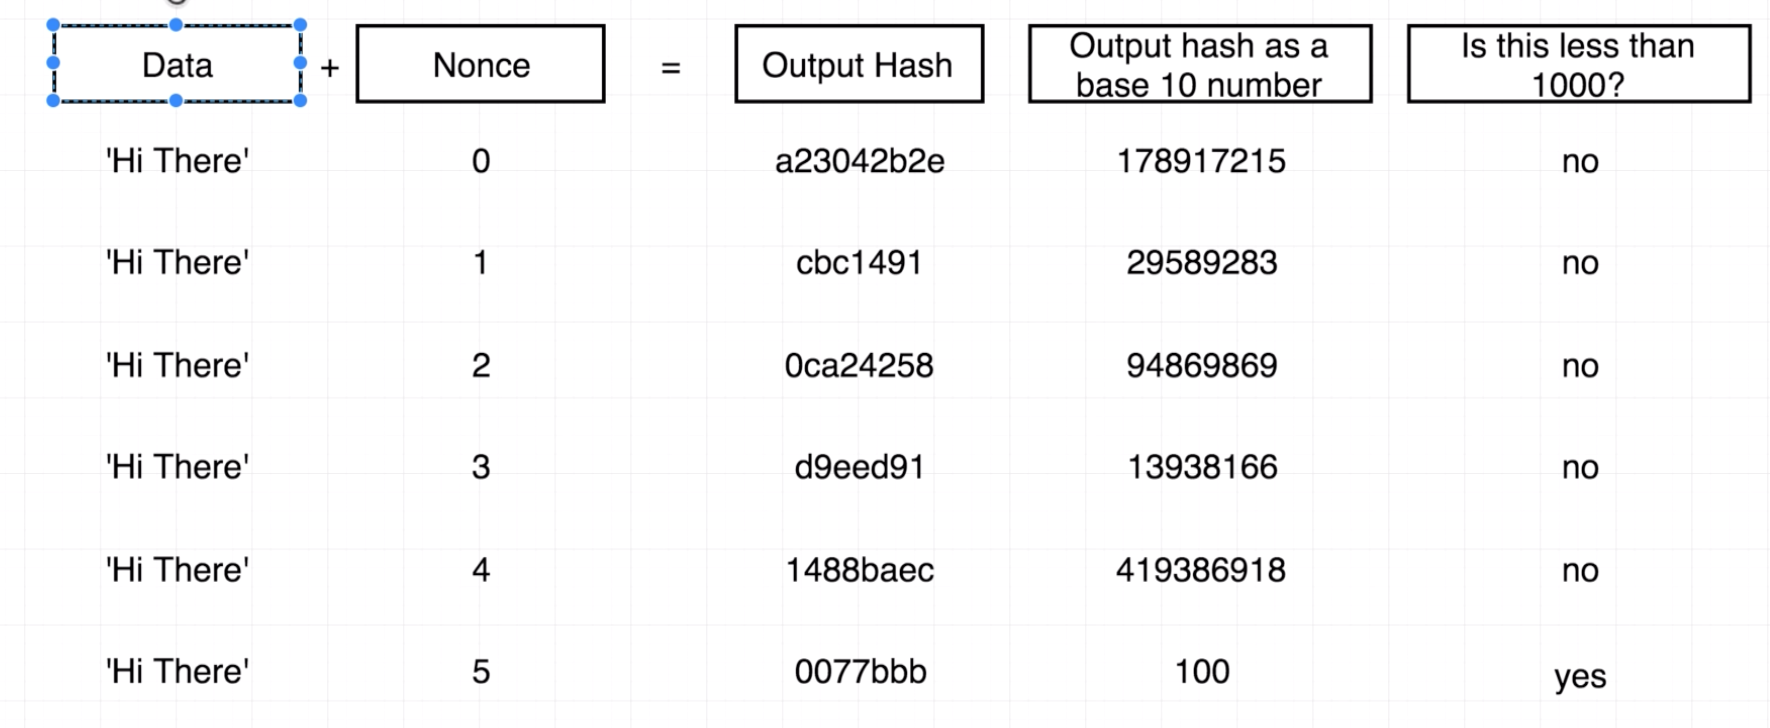 Data + Nonce = Output Hash Output hash as a base 10 number Is this less than 1000?
'Hi There' 0 a23042b2e 178917215 no
'Hi There' 1 cbc1491 29589283 no
'Hi There' 2 0ca24258 94869869 no
'Hi There' 3 d9eed91 13938166 no
'Hi There' 4 1488baec 419386918 no
'Hi There' 5 0077bbb 100 yes